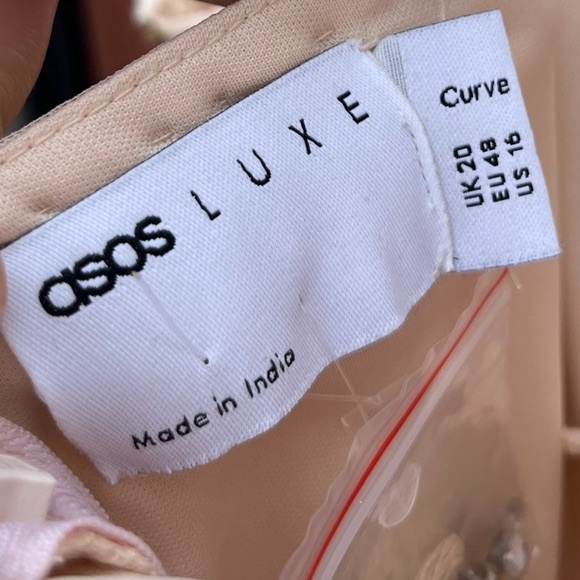 asos LUXE
Made in India
Curve
UK 20
EU 48
US 16